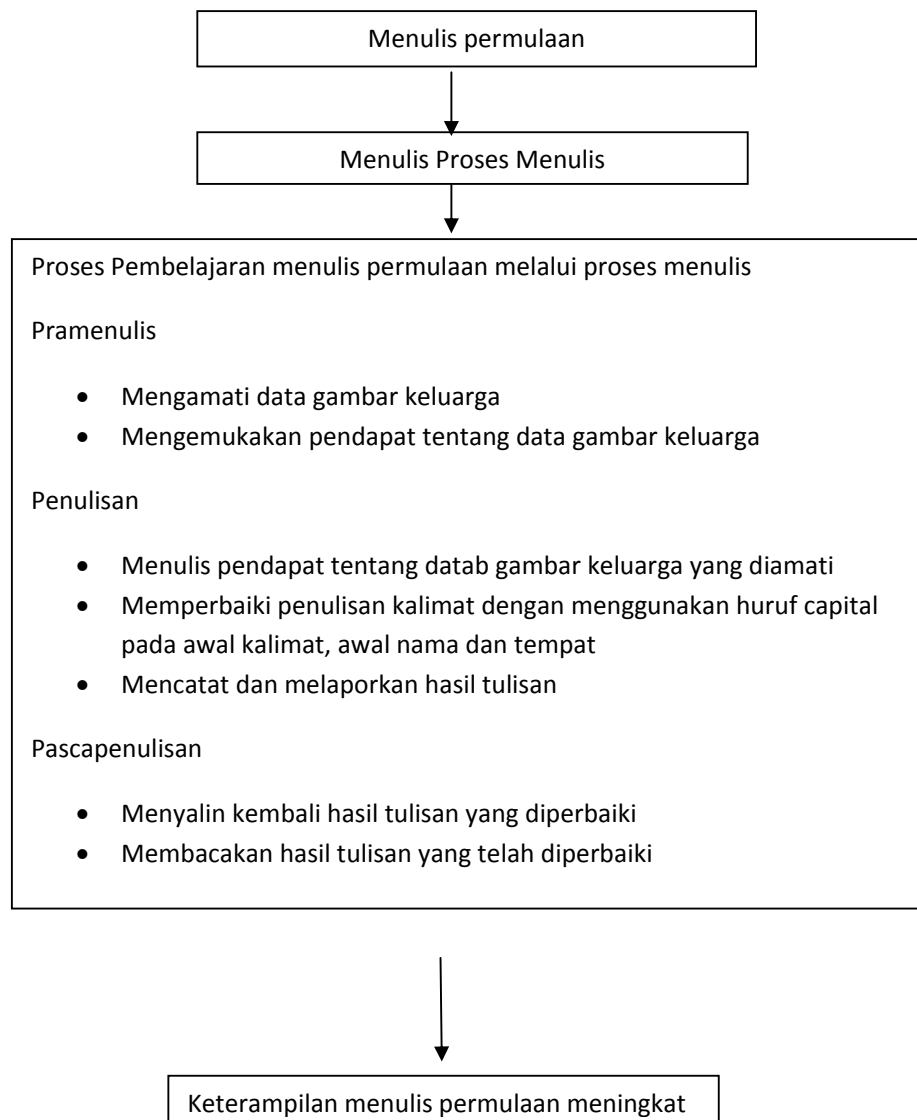 Menulis permulaan
Menulis Proses Menulis
Proses Pembelajaran menulis permulaan melalui proses menulis
Pramenulis
• Mengamati data gambar keluarga
• Mengemukakan pendapat tentang data gambar keluarga
Penulisan
• Menulis pendapat tentang datab gambar keluarga yang diamati
• Memperbaiki penulisan kalimat dengan menggunakan huruf capital
pada awal kalimat, awal nama dan tempat
• Mencatat dan melaporkan hasil tulisan
Pascapenulisan
• Menyalin kembali hasil tulisan yang diperbaiki
• Membacakan hasil tulisan yang telah diperbaiki
Keterampilan menulis permulaan meningkat